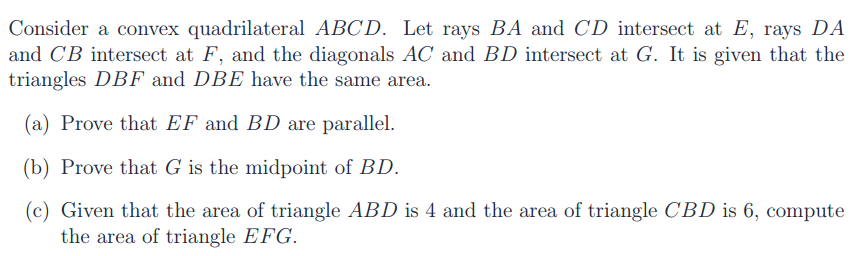 Consider a convex quadrilateral ABCD. Let rays BA and CD intersect at E, rays DA
and CB intersect at F, and the diagonals AC and BD intersect at G. It is given that the
triangles DBF and DBE have the same area.
(a) Prove that EF and BD are parallel.
(b) Prove that G is the midpoint of BD.
(c) Given that the area of triangle ABD is 4 and the area of triangle CBD is 6, compute
the area of triangle EFG.